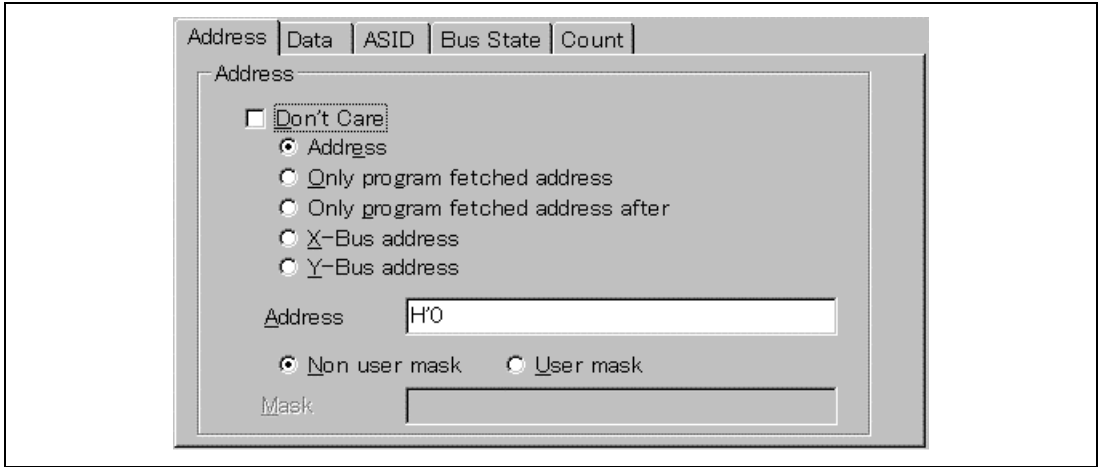 Address Data ASID Bus State Count
Address
Don't Care
Address
Only program fetched address
Only program fetched address after
X-Bus address
Y-Bus address
Address H'0
Non user mask User mask
Mask